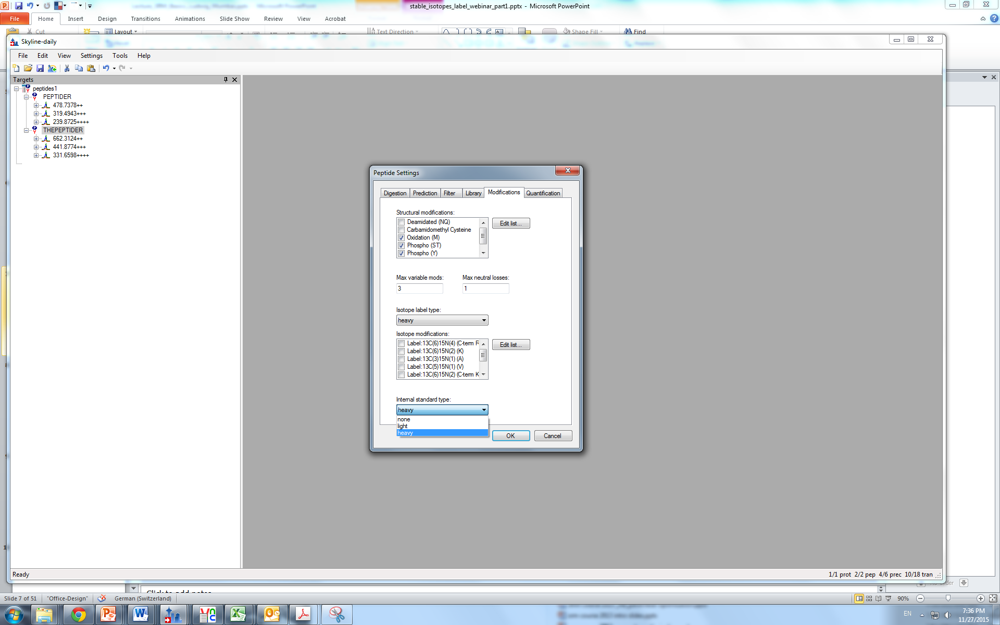 stable_isotopes_label_webinar_part1.pptx - Microsoft PowerPoint
File Home Insert Design Transitions Animations Slide Show Review View Acrobat
Cut Layout Text Direction Shape Fill Find
Skyline-daily
File Edit View Settings Tools Help
Targets
peptides1
PEPTIDER
478.7378++
319.4943+++
239.8725++++
THEPEPTIDER
662.3124++
441.8774+++
331.6598++++
Peptide Settings
Digestion Prediction Filter Library Modifications Quantification
Structural modifications:
Deamidated (NQ)
Edit list...
Carbamidomethyl Cysteine
Oxidation (M)
Phospho (ST)
Phospho (Y)
Max variable mods: Max neutral losses:
3 1
Isotope label type:
heavy
Isotope modifications:
Label:13C(6)15N(4) (C-term R
Edit list...
Label:13C(6)15N(2) (K)
Label:13C(3)15N(1) (A)
Label:13C(5)15N(1) (V)
Label:13C(6)15N(2) (C-term K
Internal standard type:
heavy
none
light
heavy
OK Cancel
Ready
1/1 prot 2/2 pep 4/6 prec 10/18 tran
Click to add notes
Slide 7 of 51 "Office-Design" German (Switzerland) 90%
EN 7:36 PM
11/27/2015